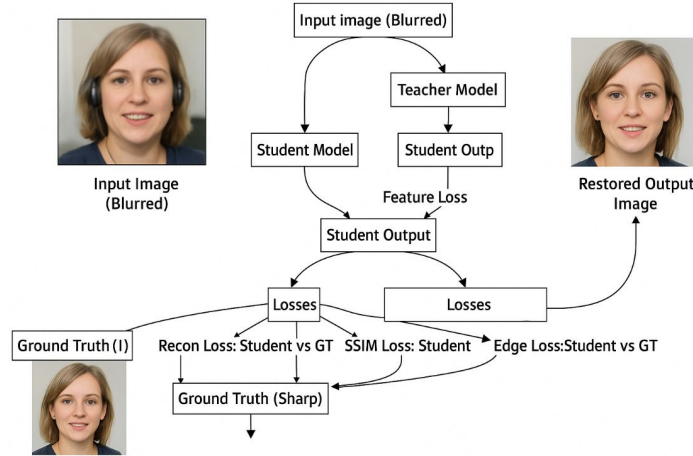 Input image (Blurred)
Teacher Model
Student Model
Student Outp
Input Image
(Blurred)
Feature Loss
Restored Output
Image
Student Output
Losses
Losses
Ground Truth (I)
Recon Loss: Student vs GT
SSIM Loss: Student
Edge Loss:Student vs GT
Ground Truth (Sharp)